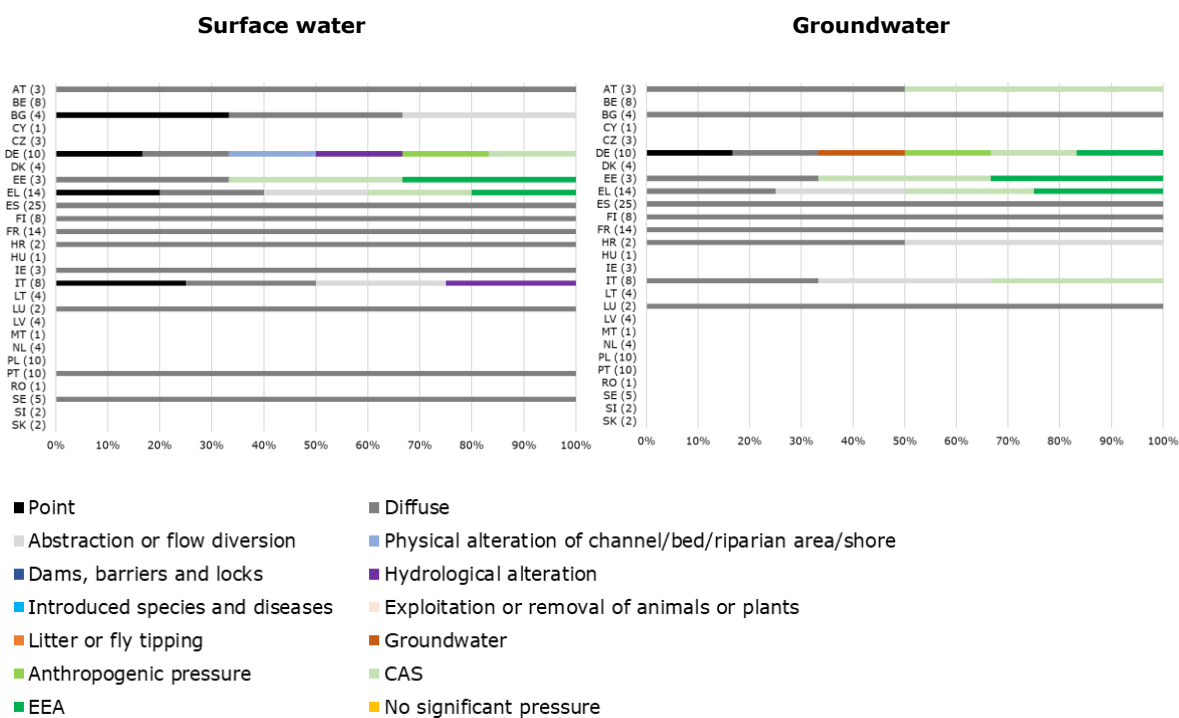 Surface water
Groundwater
AT (3)
BE (8)
BG (4)
CY (1)
CZ (3)
DE (10)
DK (4)
EE (3)
EL (14)
ES (25)
FI (8)
FR (14)
HR (2)
HU (1)
IE (3)
IT (8)
LT (4)
LU (2)
LV (4)
MT (1)
NL (4)
PL (10)
PT (10)
RO (1)
SE (5)
SI (2)
SK (2)
0% 10% 20% 30% 40% 50% 60% 70% 80% 90% 100%
AT (3)
BE (8)
BG (4)
CY (1)
CZ (3)
DE (10)
DK (4)
EE (3)
EL (14)
ES (25)
FI (8)
FR (14)
HR (2)
HU (1)
IE (3)
IT (8)
LT (4)
LU (2)
LV (4)
MT (1)
NL (4)
PL (10)
PT (10)
RO (1)
SE (5)
SI (2)
SK (2)
0% 10% 20% 30% 40% 50% 60% 70% 80% 90% 100%
Point
Diffuse
Abstraction or flow diversion
Physical alteration of channel/bed/riparian area/shore
Dams, barriers and locks
Hydrological alteration
Introduced species and diseases
Exploitation or removal of animals or plants
Litter or fly tipping
Groundwater
Anthropogenic pressure
CAS
EEA
No significant pressure